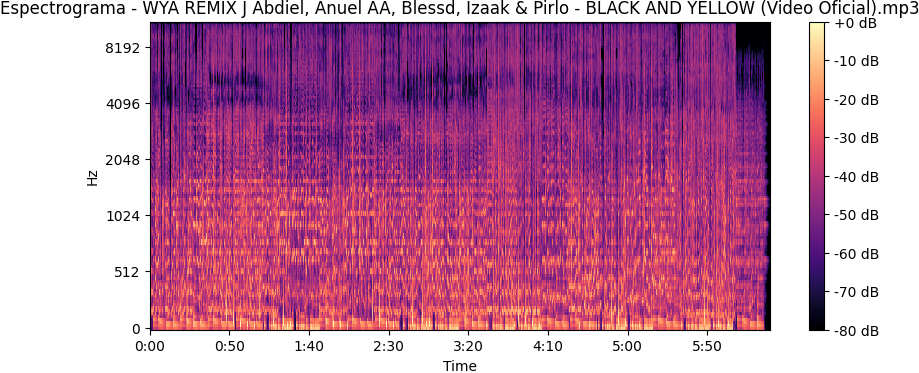 Espectrograma - WYA REMIX J Abdiel, Anuel AA, Blessd, Izaak & Pirlo - BLACK AND YELLOW (Video Oficial).mp3
Hz
8192
4096
2048
1024
512
0
0:00 0:50 1:40 2:30 3:20 4:10 5:00 5:50
Time
+0 dB
-10 dB
-20 dB
-30 dB
-40 dB
-50 dB
-60 dB
-70 dB
-80 dB